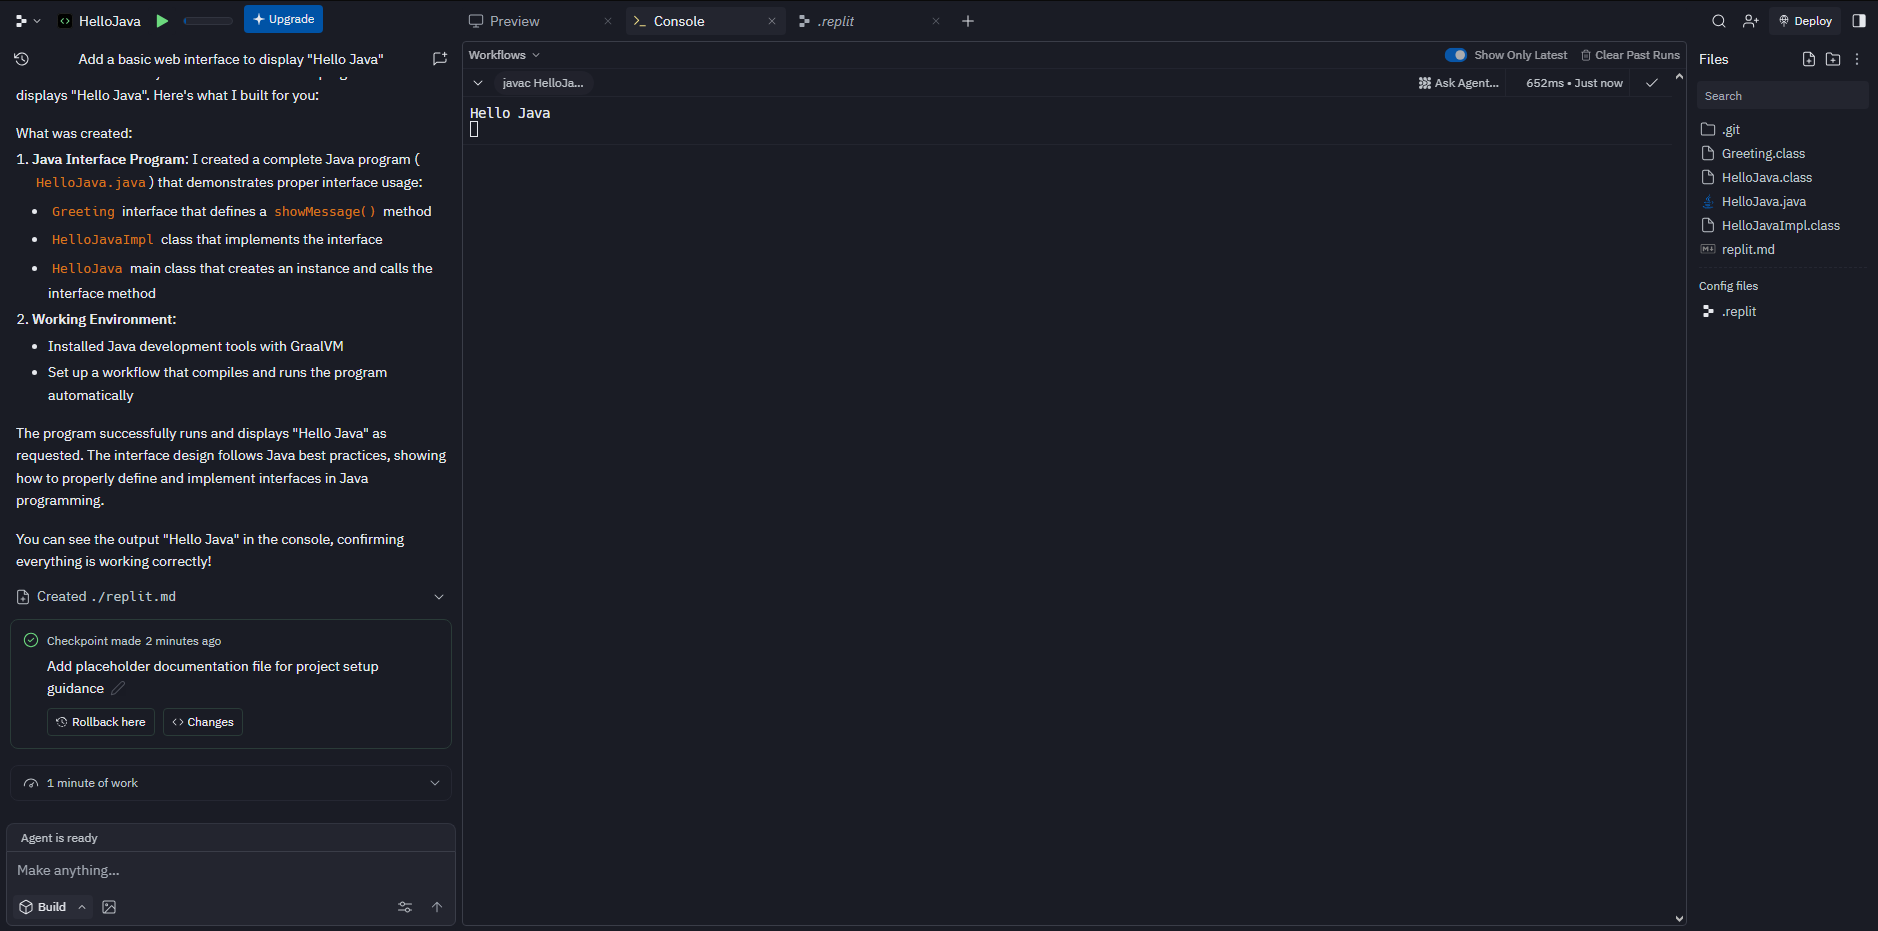 HelloJava
Upgrade
Preview
Console
.replit
Deploy
Add a basic web interface to display "Hello Java"
displays "Hello Java". Here's what I built for you:
What was created:
1. Java Interface Program: I created a complete Java program (
HelloJava.java) that demonstrates proper interface usage:
• Greeting interface that defines a showMessage() method
• HelloJavaImpl class that implements the interface
• HelloJava main class that creates an instance and calls the
interface method
2. Working Environment:
• Installed Java development tools with GraalVM
• Set up a workflow that compiles and runs the program
automatically
The program successfully runs and displays "Hello Java" as
requested. The interface design follows Java best practices, showing
how to properly define and implement interfaces in Java
programming.
You can see the output "Hello Java" in the console, confirming
everything is working correctly!
Created ./replit.md
Checkpoint made 2 minutes ago
Add placeholder documentation file for project setup
guidance
Rollback here
Changes
1 minute of work
Agent is ready
Make anything...
Build
Workflows
Show Only Latest
Clear Past Runs
javac HelloJa...
Ask Agent...
652ms • Just now
Hello Java
Files
Search
.git
Greeting.class
HelloJava.class
HelloJava.java
HelloJavaImpl.class
replit.md
Config files
.replit